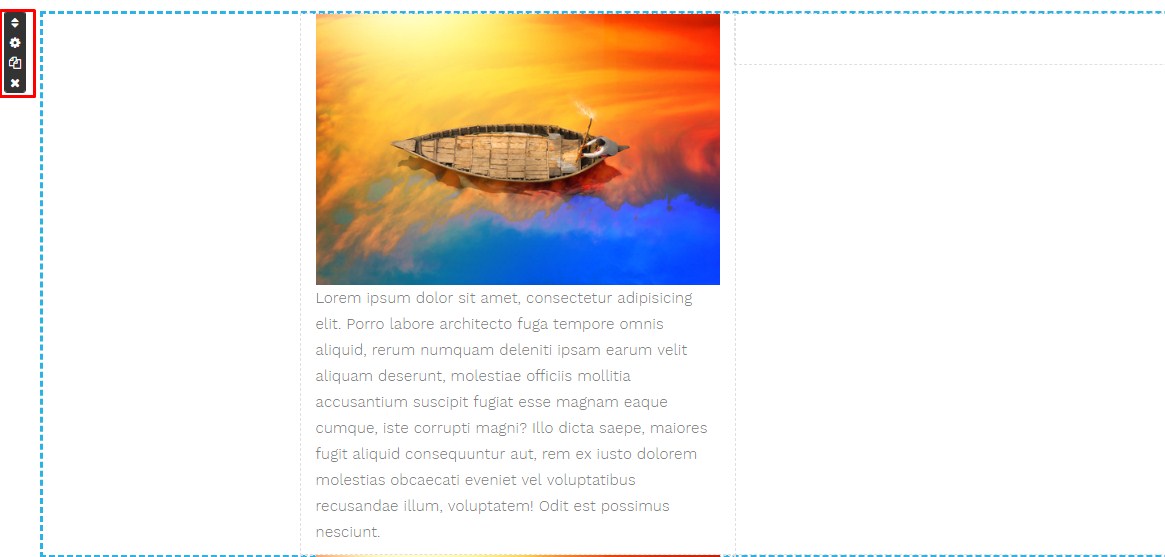 Lorem ipsum dolor sit amet, consectetur adipisicing
elit. Porro labore architecto fuga tempore omnis
aliquid, rerum numquam deleniti ipsam earum velit
aliquam deserunt, molestiae officiis mollitia
accusantium suscipit fugiat esse magnam eaque
cumque, iste corrupti magni? Illo dicta saepe, maiores
fugit aliquid consequuntur aut, rem ex iusto dolorem
molestias obcaecati eveniet vel voluptatibus
recusandae illum, voluptatem! Odit est possimus
nesciunt.